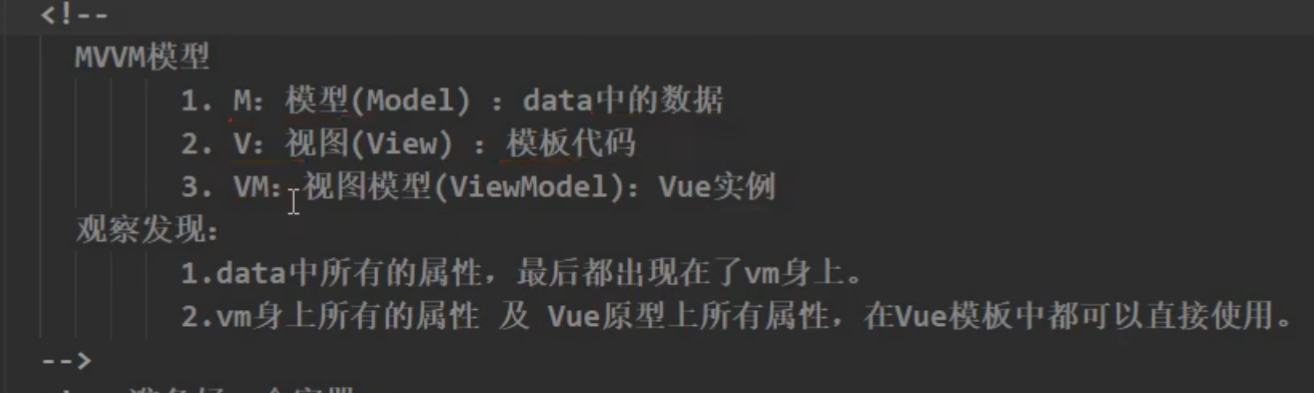 <!--
MVVM模型
1. M：模型(Model) ：data中的数据
2. V：视图(View) ：模板代码
3. VM：视图模型(ViewModel)：Vue实例
观察发现：
1.data中所有的属性，最后都出现在了vm身上。
2.vm身上所有的属性 及 Vue原型上所有属性，在Vue模板中都可以直接使用。
-->